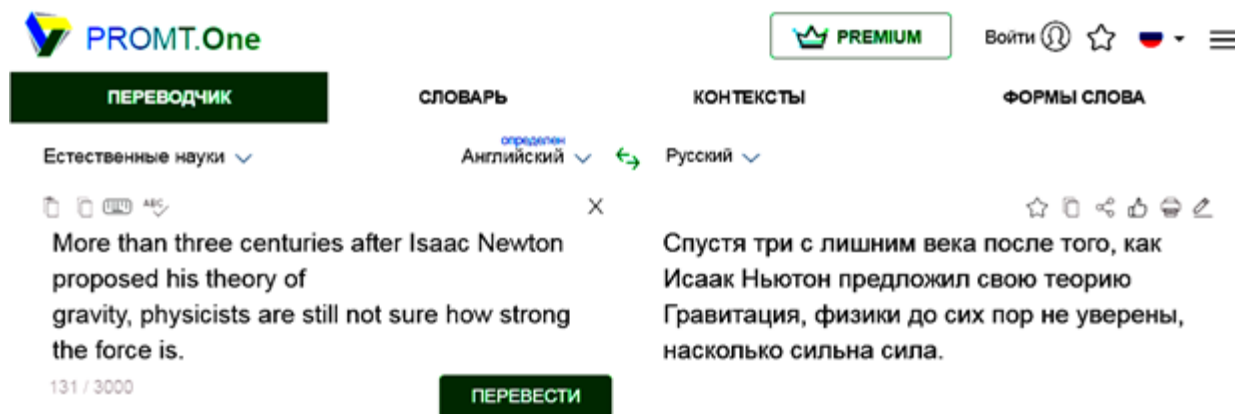 PROMT.One
PREMIUM
Войти
ПЕРЕВОДЧИК
СЛОВАРЬ
КОНТЕКСТЫ
ФОРМЫ СЛОВА
Естественные науки
определен
Английский
Русский
ABC
More than three centuries after Isaac Newton
proposed his theory of
gravity, physicists are still not sure how strong
the force is.
131 / 3000
ПЕРЕВЕСТИ
Спустя три с лишним века после того, как
Исаак Ньютон предложил свою теорию
Гравитация, физики до сих пор не уверены,
насколько сильна сила.